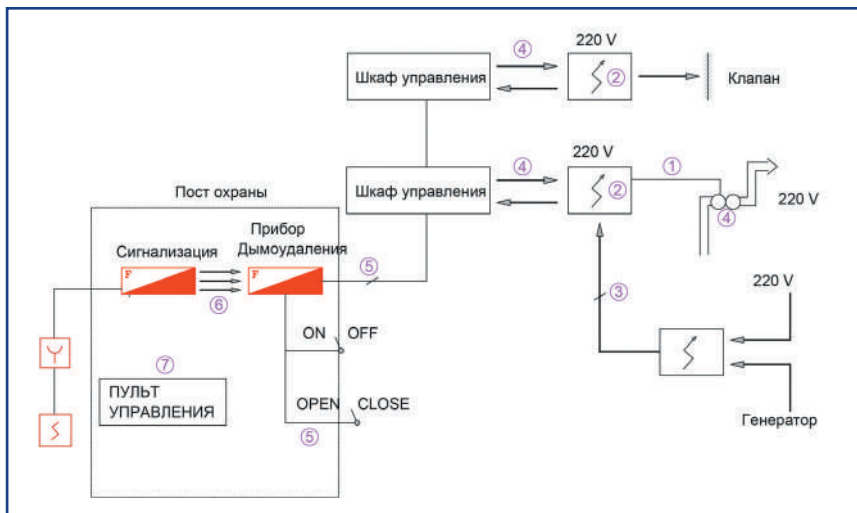 220 V
④
Шкаф управления
②
Клапан
220 V
①
④
Шкаф управления
②
④
220 V
Пост охраны
Прибор
Дымоудаления
Сигнализация
F
F
⑤
⑥
③
220 V
ON OFF
⑦
ПУЛЬТ
УПРАВЛЕНИЯ
OPEN CLOSE
⑤
Генератор